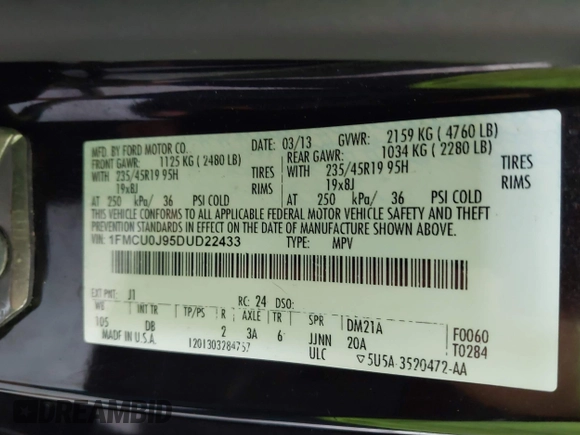 MFD. BY FORD MOTOR CO.
DATE: 03/13 GVWR: 2159 KG ( 4760 LB)
FRONT GAWR: 1125 KG ( 2480 LB) REAR GAWR: 1034 KG ( 2280 LB)
WITH 235/45R19 95H TIRES WITH 235/45R19 95H TIRES
19x8J RIMS 19x8J RIMS
AT 250 kPa/ 36 PSI COLD AT 250 kPa/ 36 PSI COLD
THIS VEHICLE CONFORMS TO ALL APPLICABLE FEDERAL MOTOR VEHICLE SAFETY AND THEFT
PREVENTION STANDARDS IN EFFECT ON THE DATE OF MANUFACTURE SHOWN ABOVE.
VIN: 1FMCU0J95DUD22433 TYPE: MPV
EXT PNT: J1 RC: 24 DSO:
WB INT TR TP/PS R AXLE TR SPR DM21A F0060
105 DB 2 3A 6 JJNN 20A T0284
MADE IN U.S.A. 1201303284757 ULC ▽5U5A 3520472-AA
DREAMBID